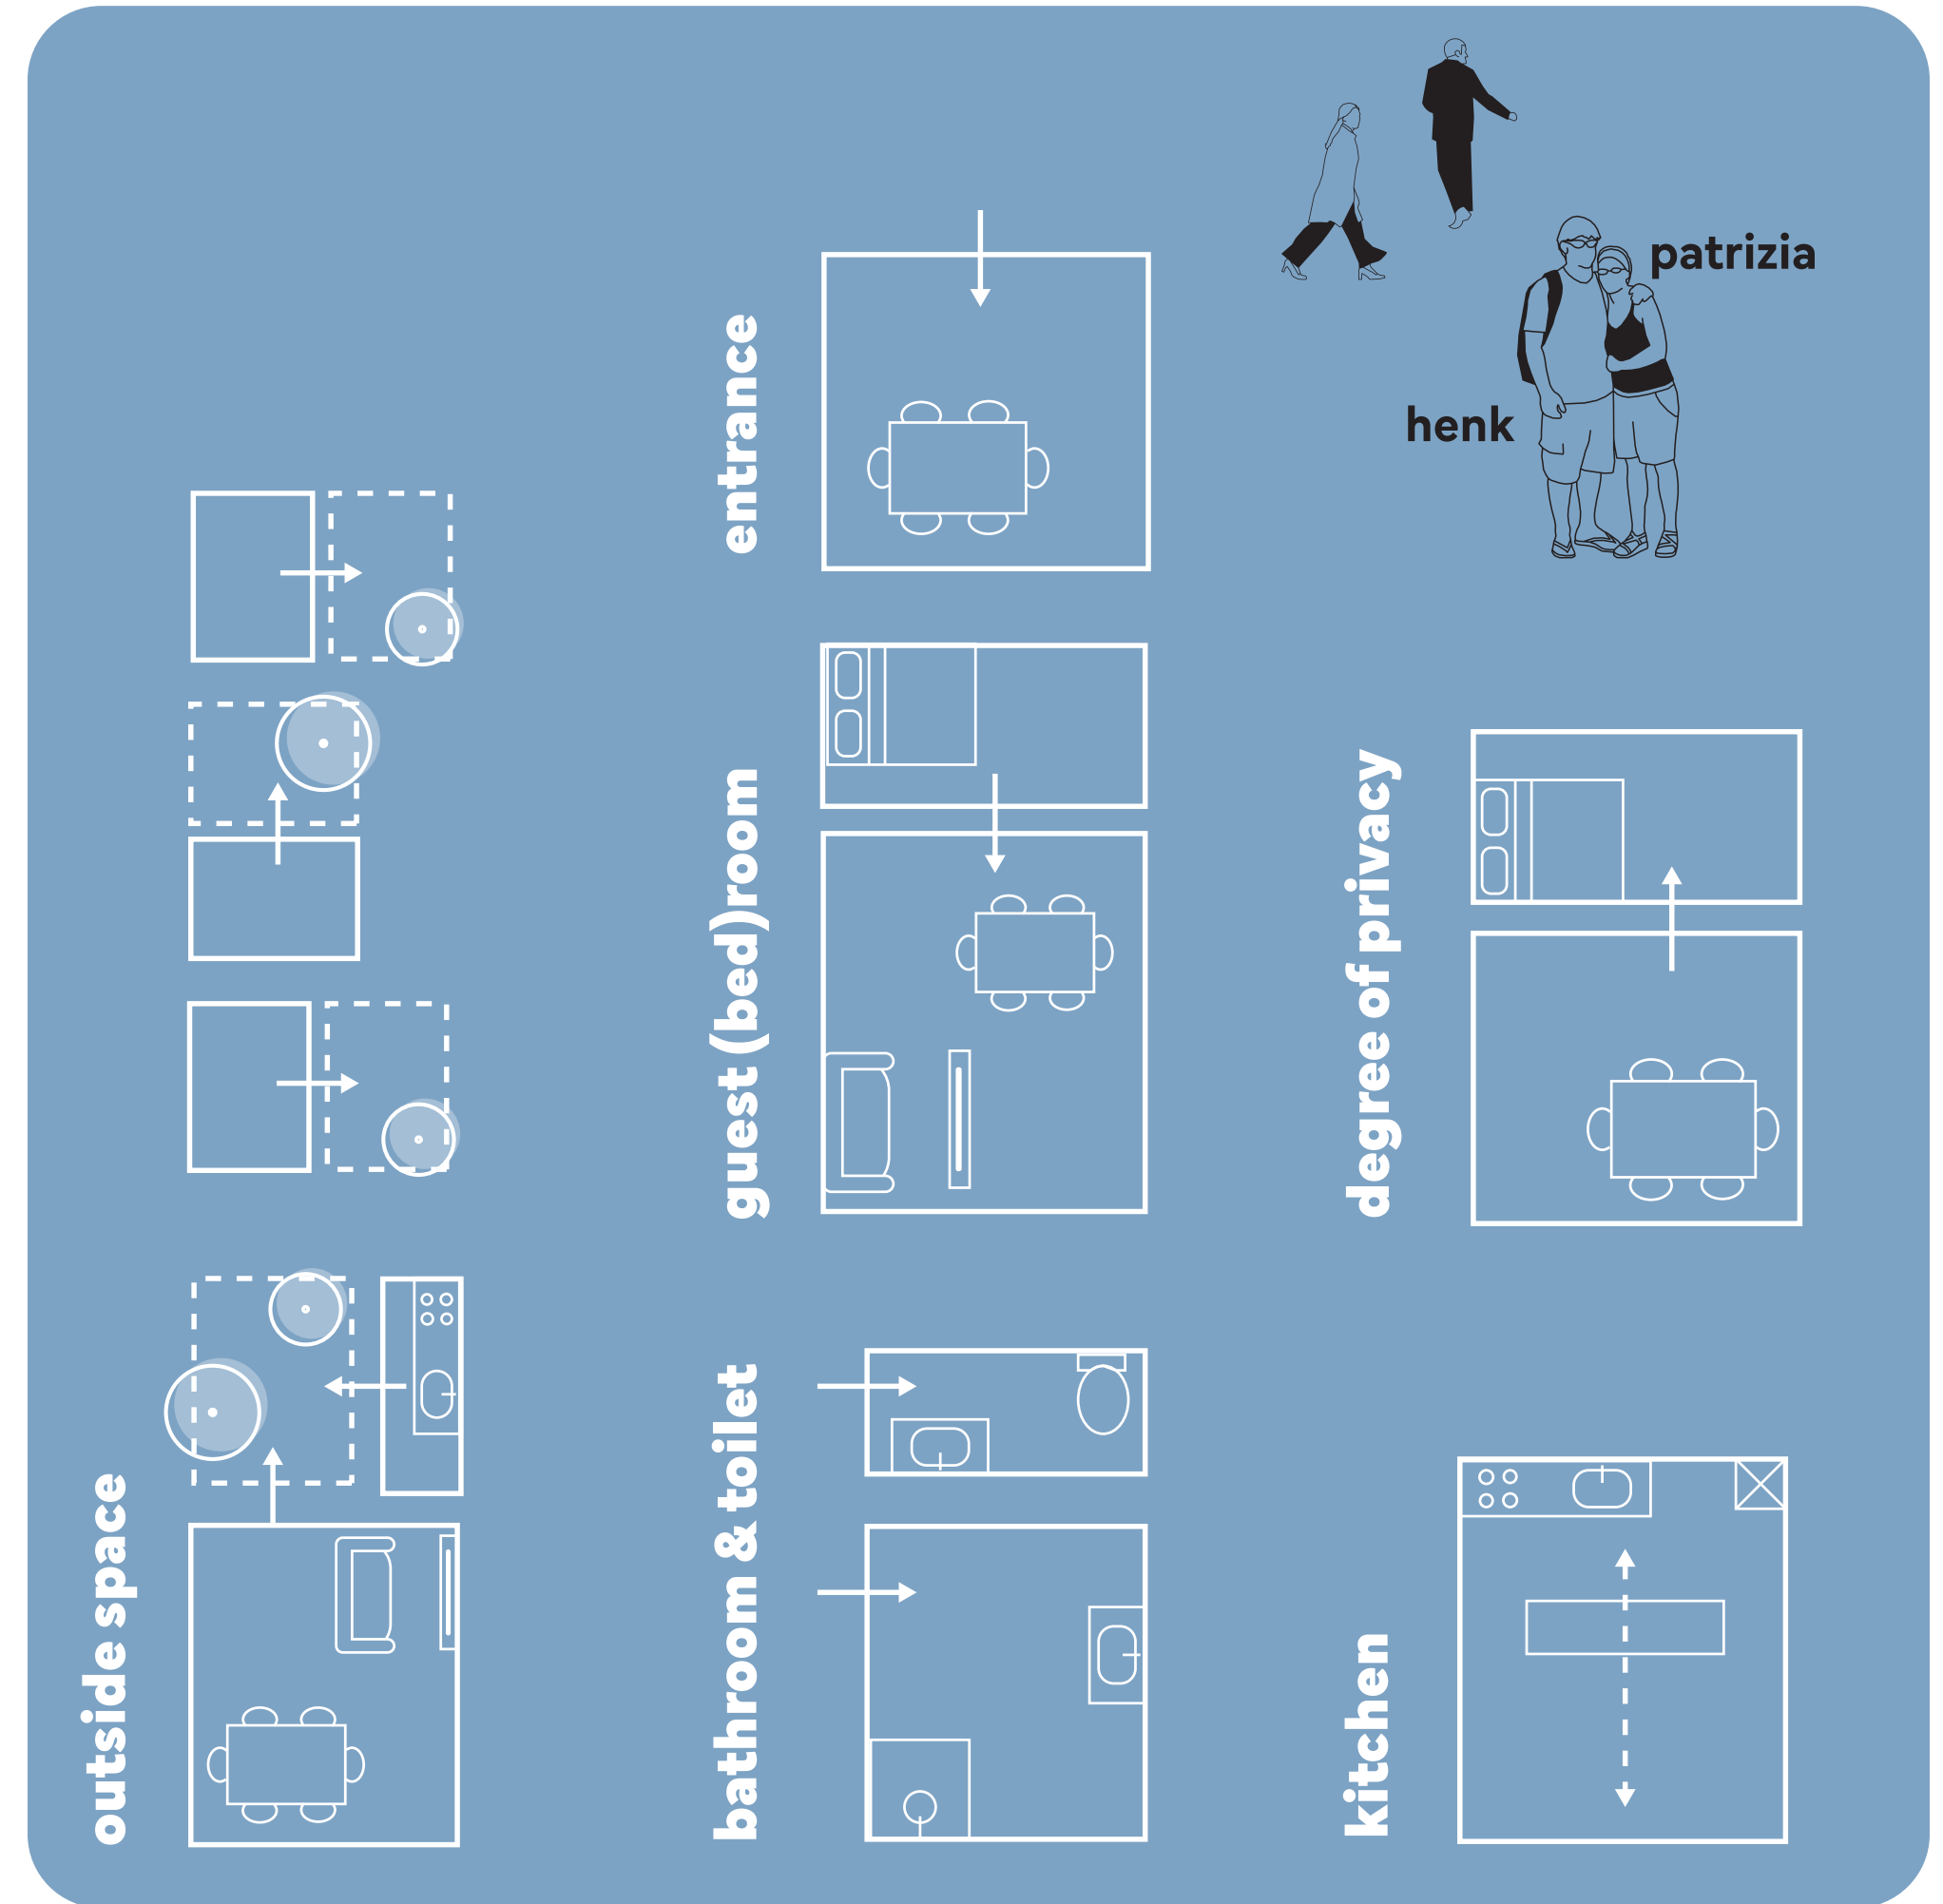 patrizia
henk
entrance
guest (bed)room
degree of privacy
outside space
bathroom & toilet
kitchen